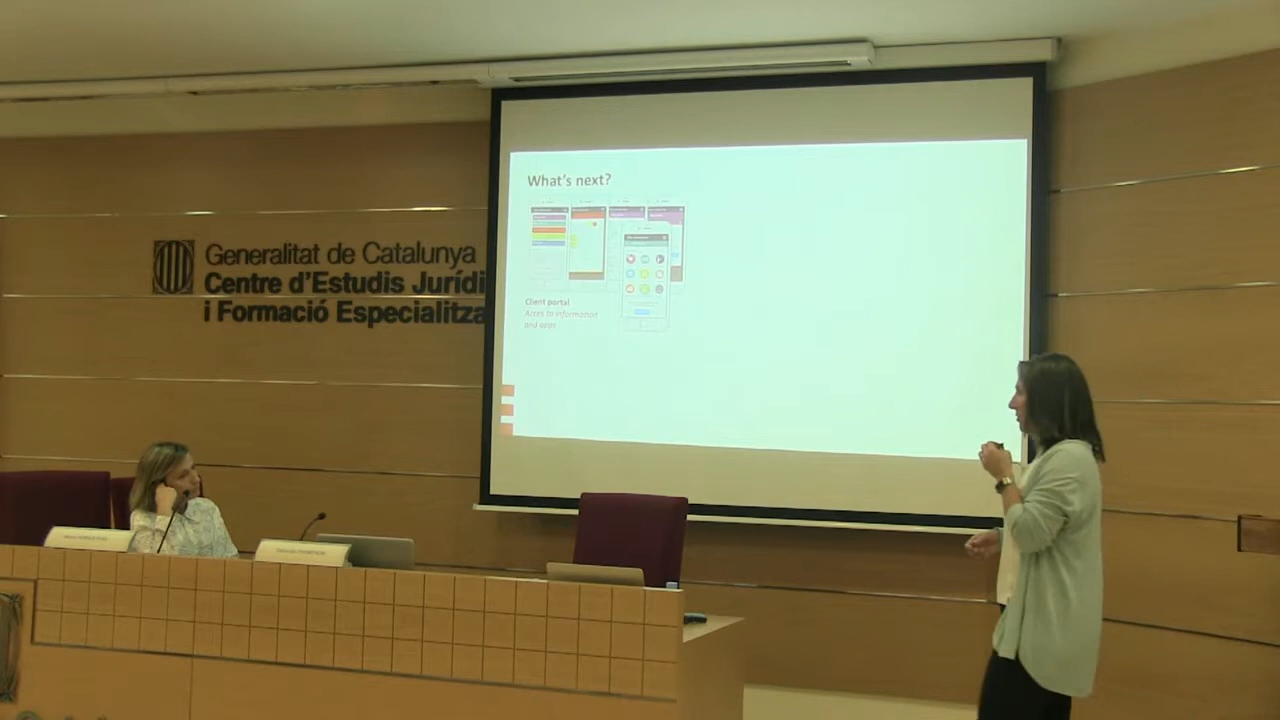 What's next?
Generalitat de Catalunya
Centre d'Estudis Jurídi
i Formació Especialitza
Client portal
Acces to information
and apps